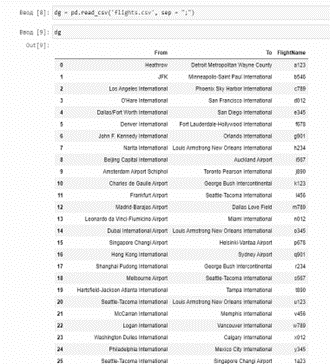 Ввод [8]: dg = pd.read_csv('flights.csv', sep = ";")
Ввод [9]: dg
Out[9]:
From To FlightName
0 Heathrow Detroit Metropolitan Wayne County a123
1 JFK Minneapolis-Saint Paul International b546
2 Los Angeles International Phoenix Sky Harbor International c789
3 O'Hare International San Francisco International d012
4 Dallas/Fort Worth International San Diego International e345
5 Denver International Fort Lauderdale-Hollywood International f678
6 John F. Kennedy International Orlando International g901
7 Narita International Louis Armstrong New Orleans International h234
8 Beijing Capital International Auckland Airport i567
9 Amsterdam Airport Schiphol Toronto Pearson International j890
10 Charles de Gaulle Airport George Bush Intercontinental k123
11 Frankfurt Airport Seattle-Tacoma International l456
12 Madrid-Barajas Airport Dallas Love Field m789
13 Leonardo da Vinci-Fiumicino Airport Miami International n012
14 Dubai International Airport Louis Armstrong New Orleans International o345
15 Singapore Changi Airport Helsinki-Vantaa Airport p678
16 Hong Kong International Sydney Airport q901
17 Shanghai Pudong International George Bush Intercontinental r234
18 Melbourne Airport Seattle-Tacoma International s567
19 Hartsfield-Jackson Atlanta International Tampa International t890
20 Seattle-Tacoma International Louis Armstrong New Orleans International u123
21 McCarran International Memphis International v456
22 Logan International Vancouver International w789
23 Washington Dulles International Calgary International x012
24 Philadelphia International Mexico City International y345
25 Seattle-Tacoma International Singapore Changi Airport 1a23